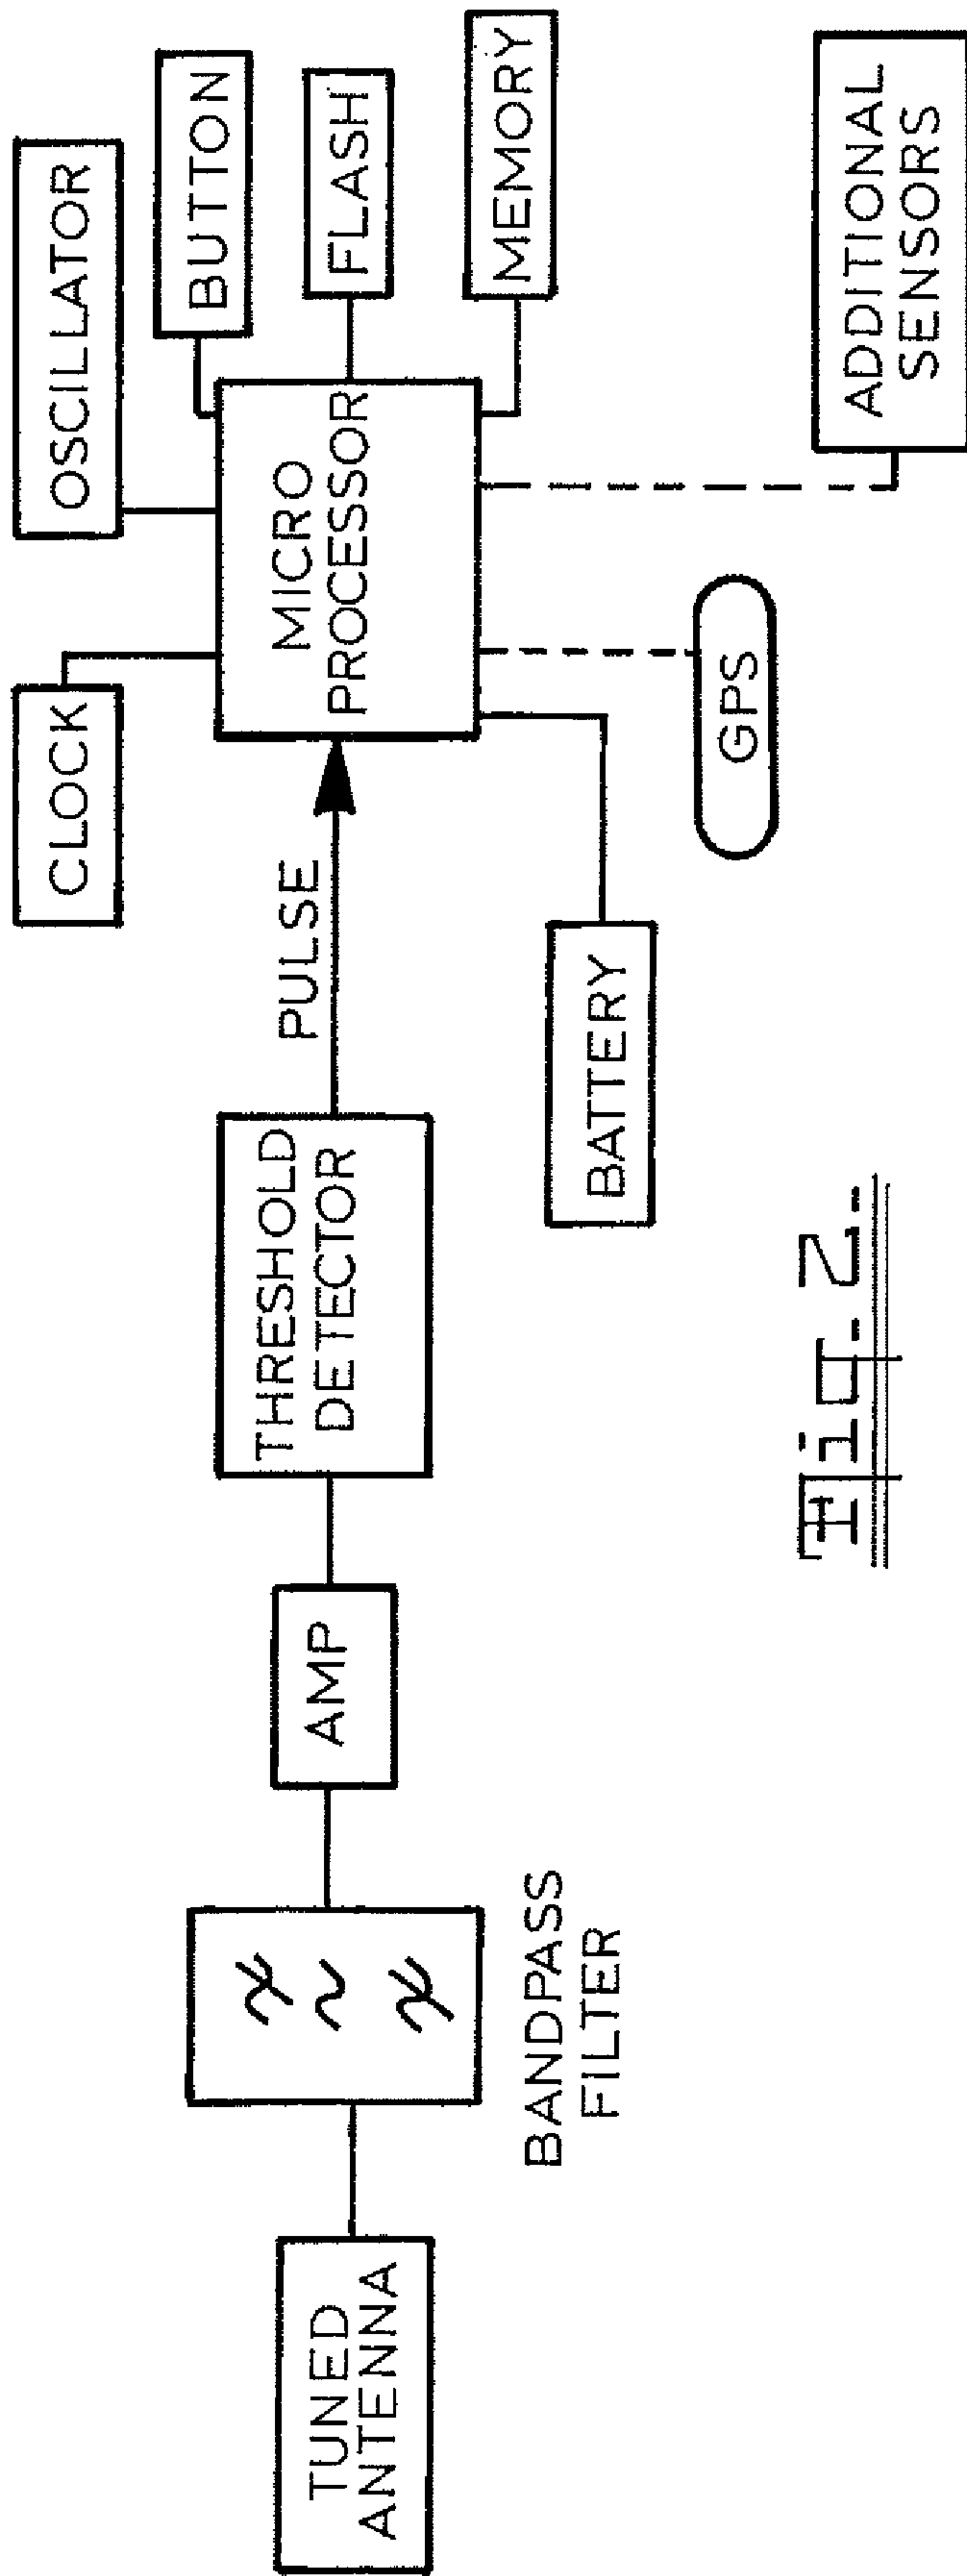 TUNED
ANTENNA
BANDPASS
FILTER
AMP
THRESHOLD
DETECTOR
PULSE
MICRO
PROCESSOR
CLOCK
OSCILLATOR
BUTTON
FLASH
MEMORY
BATTERY
GPS
ADDITIONAL
SENSORS
Fig. 2.